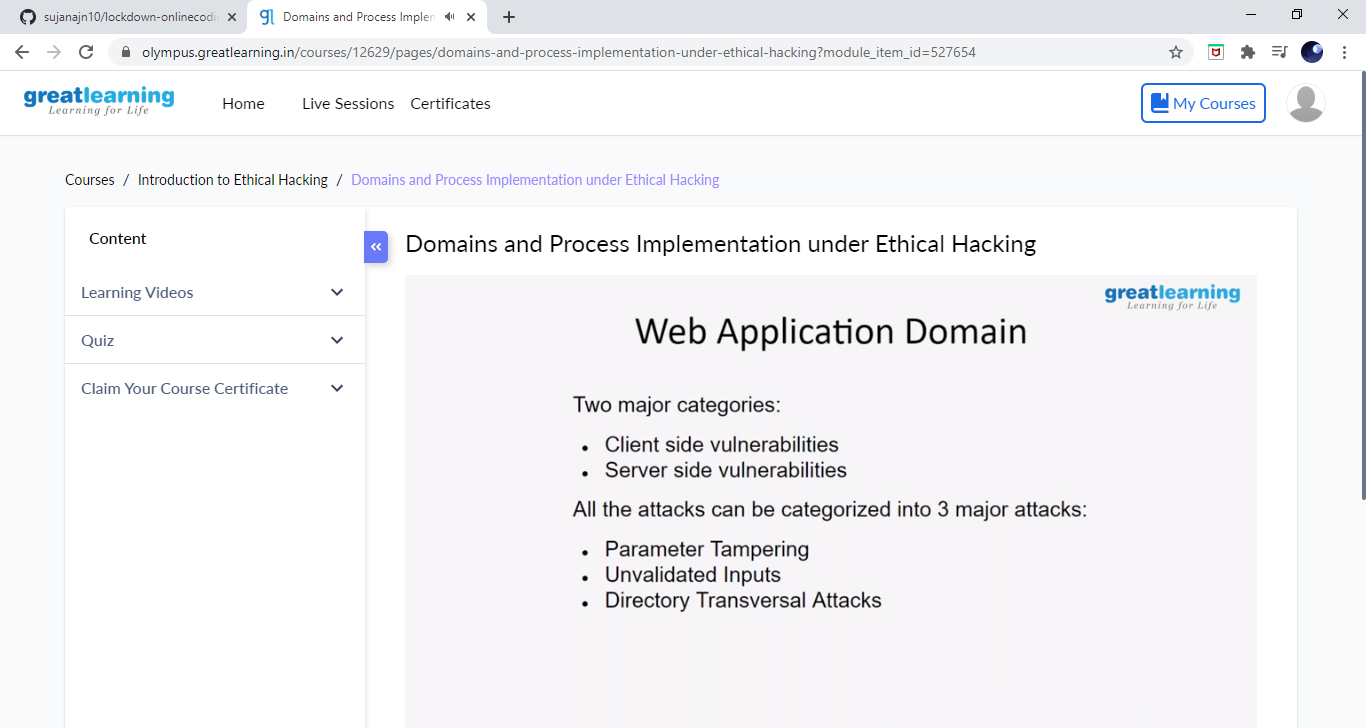 sujanajn10/lockdown-onlinecodi
Domains and Process Implem
olympus.greatlearning.in/courses/12629/pages/domains-and-process-implementation-under-ethical-hacking?module_item_id=527654
greatlearning
Learning for Life
Home
Live Sessions
Certificates
My Courses
Courses / Introduction to Ethical Hacking / Domains and Process Implementation under Ethical Hacking
Content
Learning Videos
Quiz
Claim Your Course Certificate
Domains and Process Implementation under Ethical Hacking
greatlearning
Learning for Life
Web Application Domain
Two major categories:
• Client side vulnerabilities
• Server side vulnerabilities
All the attacks can be categorized into 3 major attacks:
• Parameter Tampering
• Unvalidated Inputs
• Directory Transversal Attacks